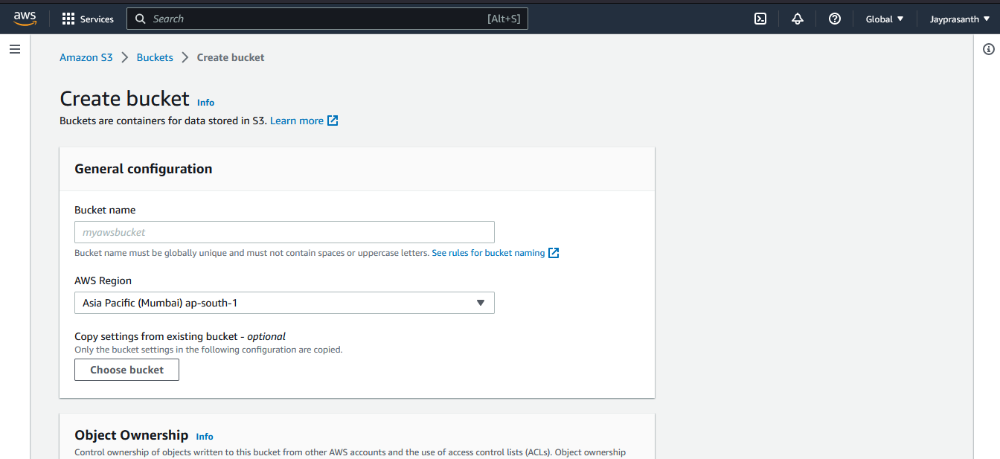 aws Services Search [Alt+S] Global Jayprasanth
Amazon S3 Buckets Create bucket
Create bucket Info
Buckets are containers for data stored in S3. Learn more
General configuration
Bucket name
myawsbucket
Bucket name must be globally unique and must not contain spaces or uppercase letters. See rules for bucket naming
AWS Region
Asia Pacific (Mumbai) ap-south-1
Copy settings from existing bucket - optional
Only the bucket settings in the following configuration are copied.
Choose bucket
Object Ownership Info
Control ownership of objects written to this bucket from other AWS accounts and the use of access control lists (ACLs). Object ownership